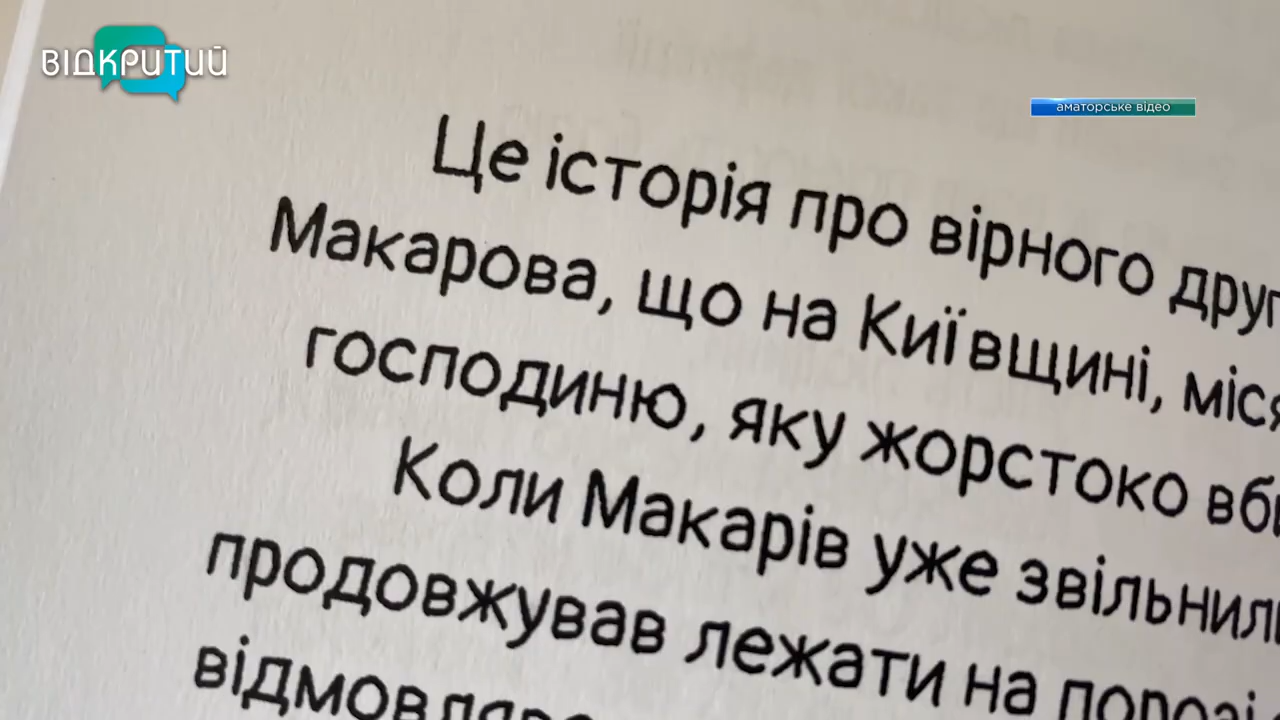 ВІДКРИТИЙ
аматорське відео
Це історія про вірного
Макарова, що на Київщині,
господиню, яку жорстоко
Коли Макарів уже
продовжував лежати на